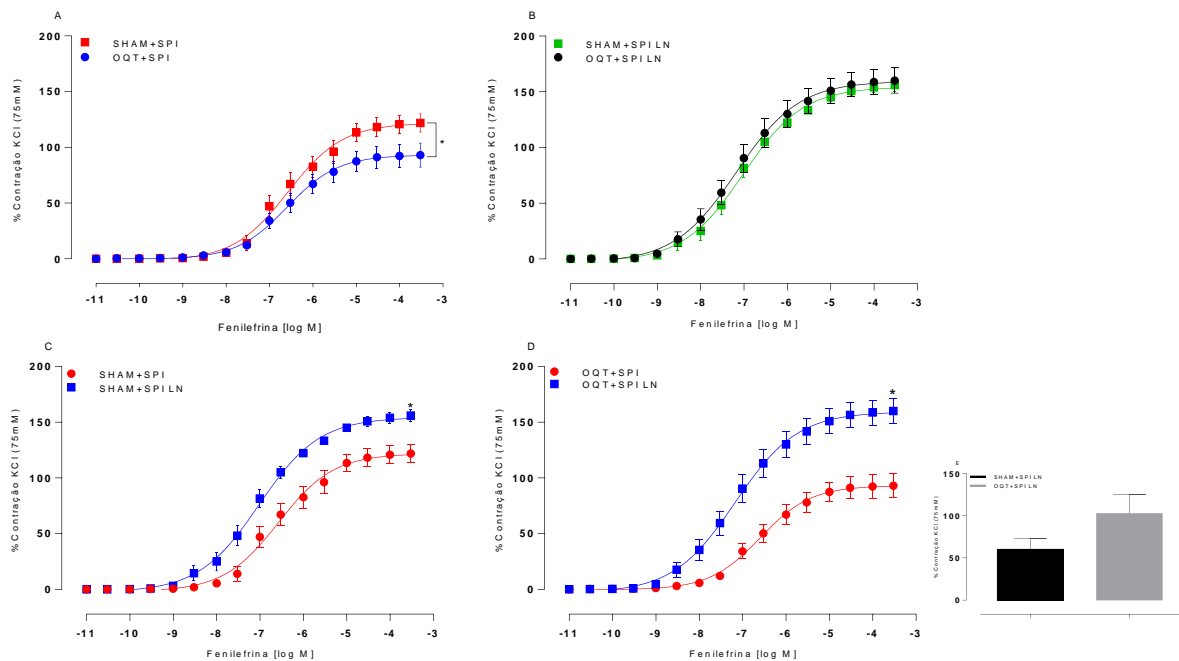 A
200
150
100
50
0
% Contração KCl (75mM)
SHAM+SPI
OQT+SPI
*
-11 -10 -9 -8 -7 -6 -5 -4 -3
Fenilefrina [log M]
B
200
150
100
50
0
% Contração KCl (75mM)
SHAM+SPI LN
OQT+SPI LN
-11 -10 -9 -8 -7 -6 -5 -4 -3
Fenilefrina [log M]
C
200
150
100
50
0
% Contração KCl (75mM)
SHAM+SPI
SHAM+SPI LN
*
-11 -10 -9 -8 -7 -6 -5 -4 -3
Fenilefrina [log M]
D
200
150
100
50
0
% Contração KCl (75mM)
OQT+SPI
OQT+SPI LN
*
-11 -10 -9 -8 -7 -6 -5 -4 -3
Fenilefrina [log M]
E
150
100
50
0
% Contração KCl (75mM)
SHAM+SPI LN
OQT+SPI LN